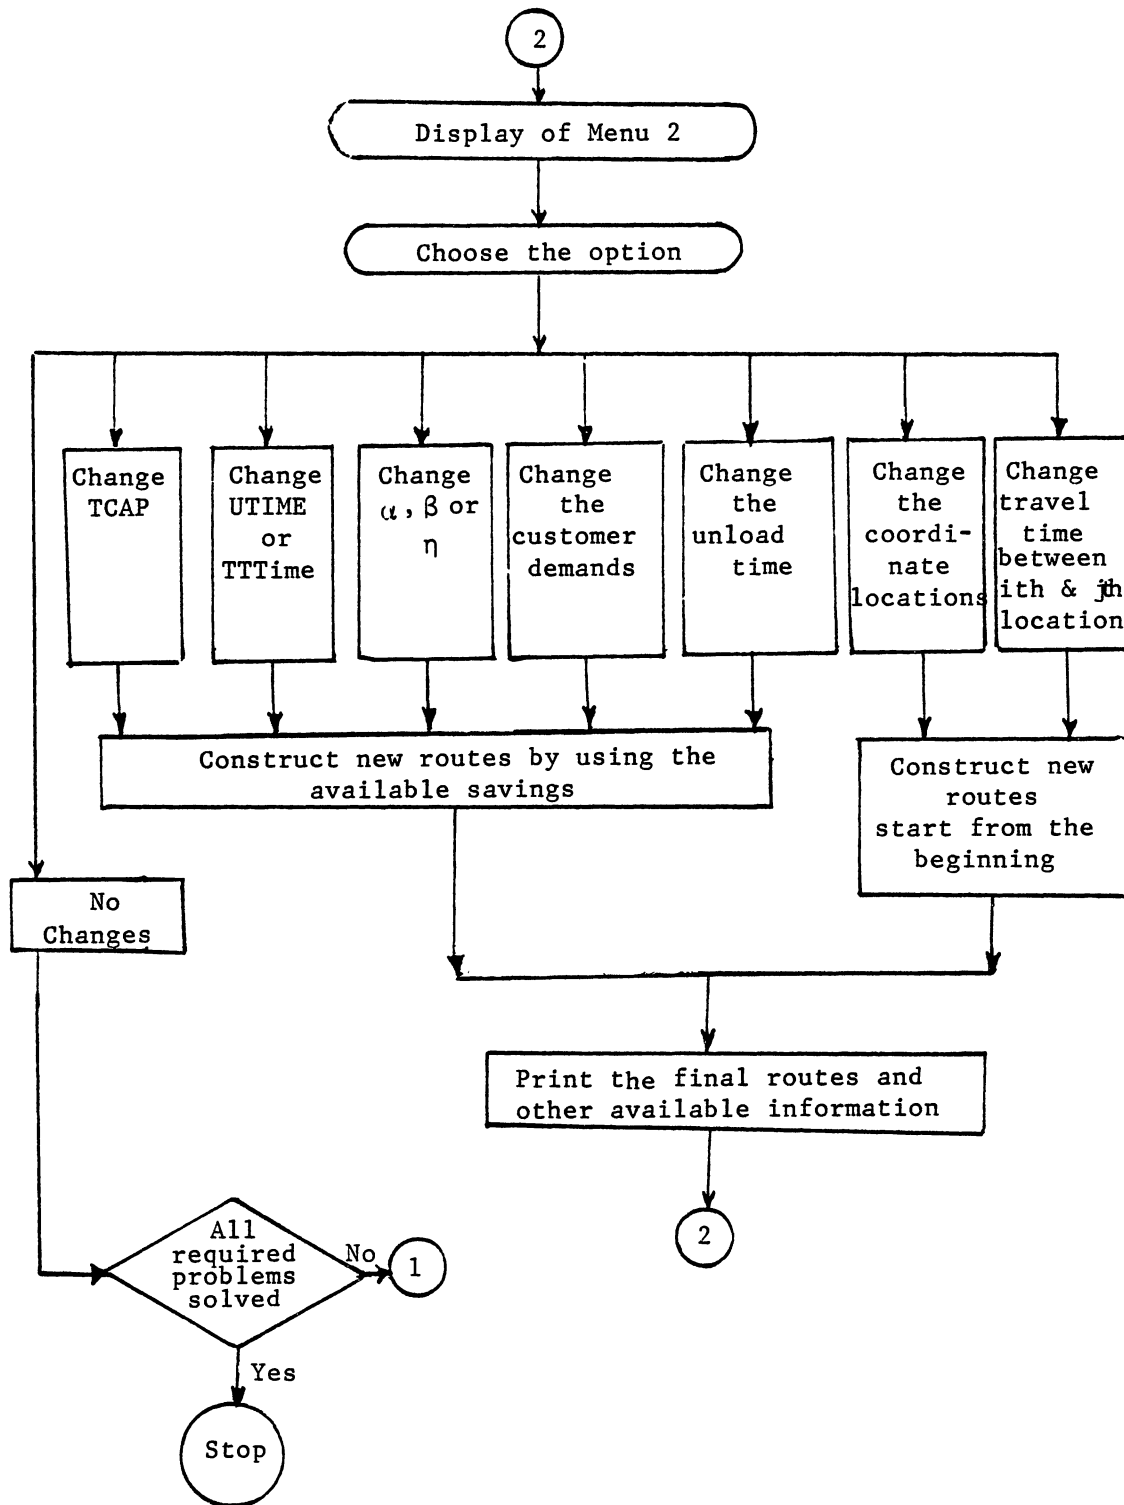 2
Display of Menu 2
Choose the option
Change
TCAP
Change
UTIME
or
TTTime
Change
α, β or
η
Change
the
customer
demands
Change
the
unload
time
Change
the
coordi-
nate
locations
Change
travel
time
between
ith & jth
location
Construct new routes by using the
available savings
Construct new
routes
start from the
beginning
No
Changes
Print the final routes and
other available information
2
All
required
problems
solved
No
1
Yes
Stop